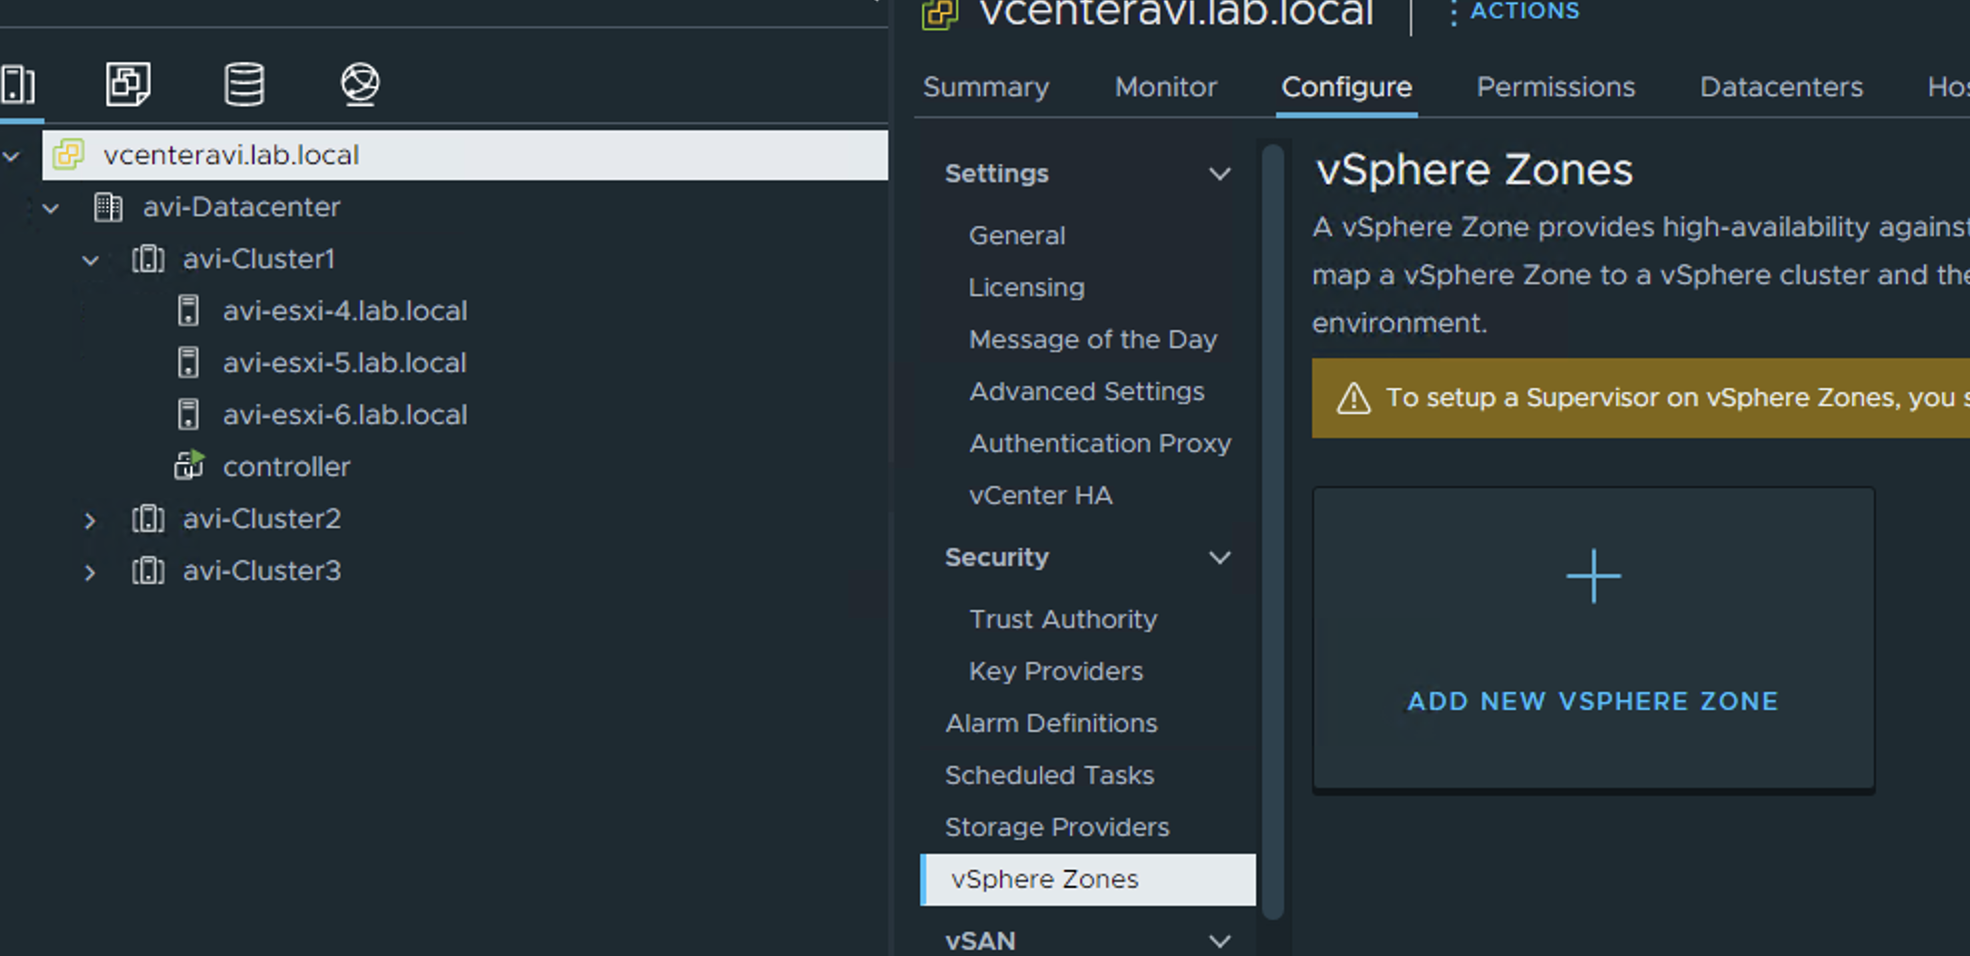 vcenteravi.lab.local
avi-Datacenter
avi-Cluster1
avi-esxi-4.lab.local
avi-esxi-5.lab.local
avi-esxi-6.lab.local
controller
avi-Cluster2
avi-Cluster3
vcenteravi.lab.local
ACTIONS
Summary Monitor Configure Permissions Datacenters
Settings
General
Licensing
Message of the Day
Advanced Settings
Authentication Proxy
vCenter HA
Security
Trust Authority
Key Providers
Alarm Definitions
Scheduled Tasks
Storage Providers
vSphere Zones
vSAN
vSphere Zones
A vSphere Zone provides high-availability against
map a vSphere Zone to a vSphere cluster and the
environment.
To setup a Supervisor on vSphere Zones, you
ADD NEW VSPHERE ZONE